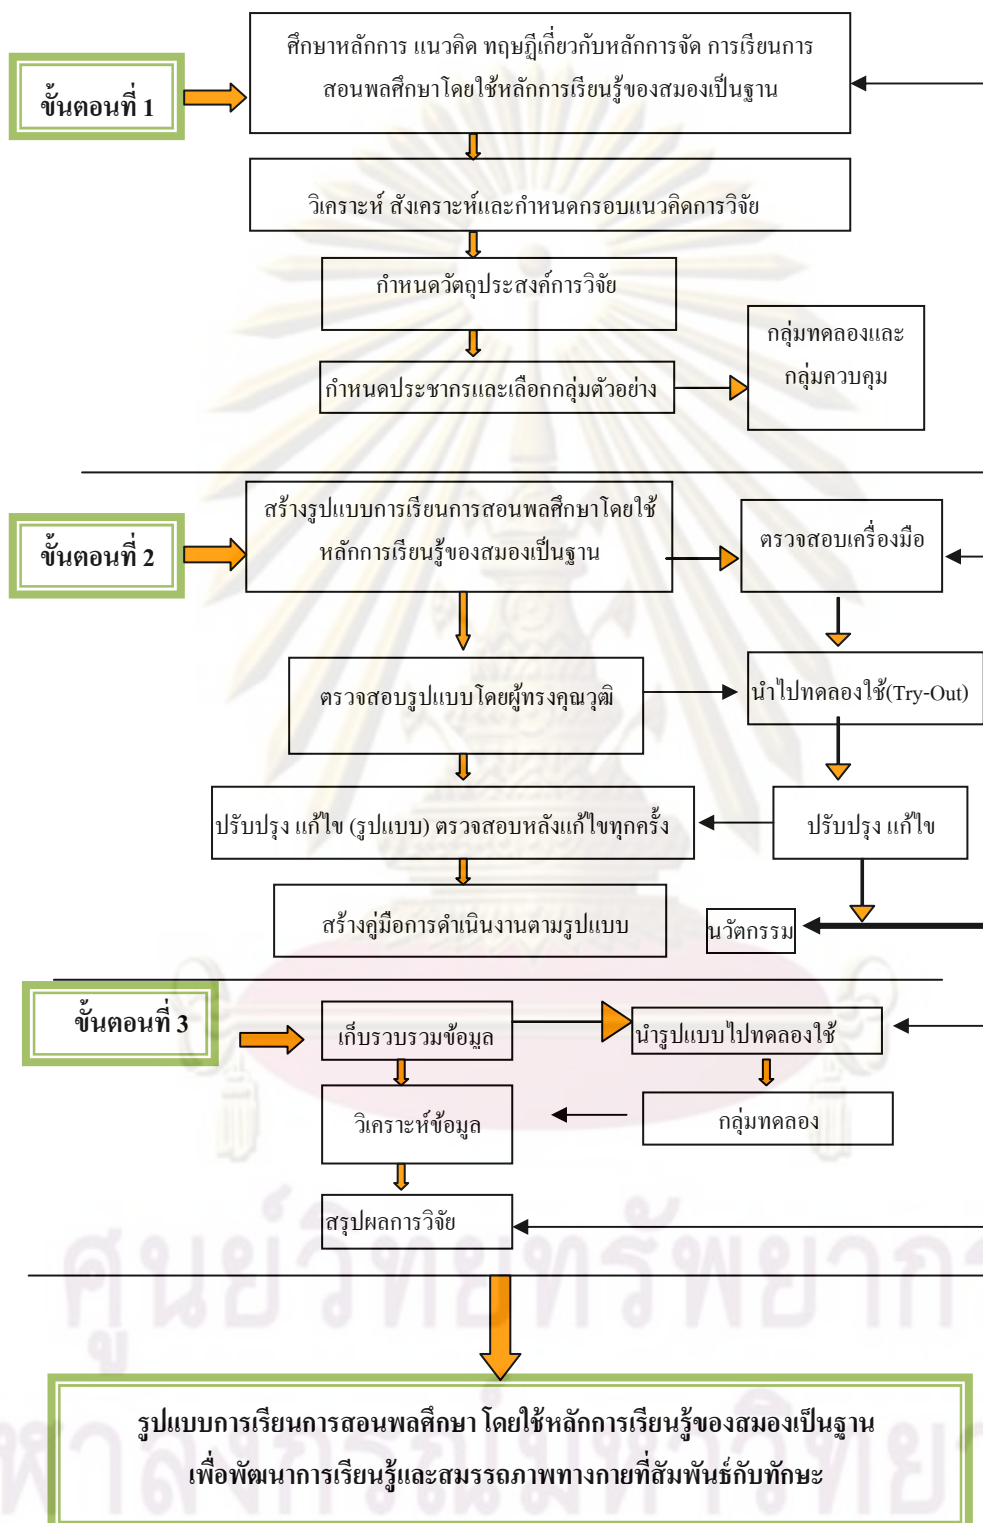 ศึกษาหลักการ แนวคิด ทฤษฎีเกี่ยวกับหลักการจัด การเรียนการ
สอนพลศึกษาโดยใช้หลักการเรียนรู้ของสมองเป็นฐาน
ขั้นตอนที่ 1
วิเคราะห์ สังเคราะห์และกำหนดกรอบแนวคิดการวิจัย
กำหนดวัตถุประสงค์การวิจัย
กลุ่มทดลองและ
กลุ่มควบคุม
กำหนดประชากรและเลือกกลุ่มตัวอย่าง
สร้างรูปแบบการเรียนการสอนพลศึกษาโดยใช้
หลักการเรียนรู้ของสมองเป็นฐาน
ขั้นตอนที่ 2
ตรวจสอบเครื่องมือ
ตรวจสอบรูปแบบโดยผู้ทรงคุณวุฒิ
นำไปทดลองใช้(Try-Out)
ปรับปรุง แก้ไข (รูปแบบ) ตรวจสอบหลังแก้ไขทุกครั้ง
ปรับปรุง แก้ไข
สร้างคู่มือการดำเนินงานตามรูปแบบ
นวัตกรรม
ขั้นตอนที่ 3
เก็บรวบรวมข้อมูล
นำรูปแบบไปทดลองใช้
วิเคราะห์ข้อมูล
กลุ่มทดลอง
สรุปผลการวิจัย
ศูนย์วิทยทรัพยากร
รูปแบบการเรียนการสอนพลศึกษา โดยใช้หลักการเรียนรู้ของสมองเป็นฐาน
เพื่อพัฒนาการเรียนรู้และสมรรถภาพทางกายที่สัมพันธ์กับทักษะ